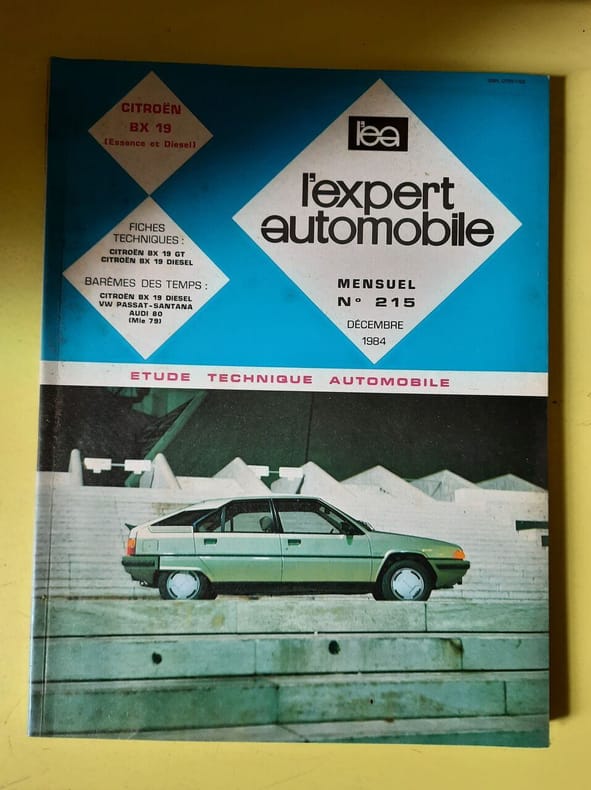 CITROËN
BX 19
(Essence et Diesel)
FICHES
TECHNIQUES :
CITROËN BX 19 GT
CITROËN BX 19 DIESEL
BARÈMES DES TEMPS :
CITROËN BX 19 DIESEL
VW PASSAT-SANTANA
AUDI 80
(Mle 79)
l'ea
l'expert
automobile
MENSUEL
N° 215
DÉCEMBRE
1984
ETUDE TECHNIQUE AUTOMOBILE